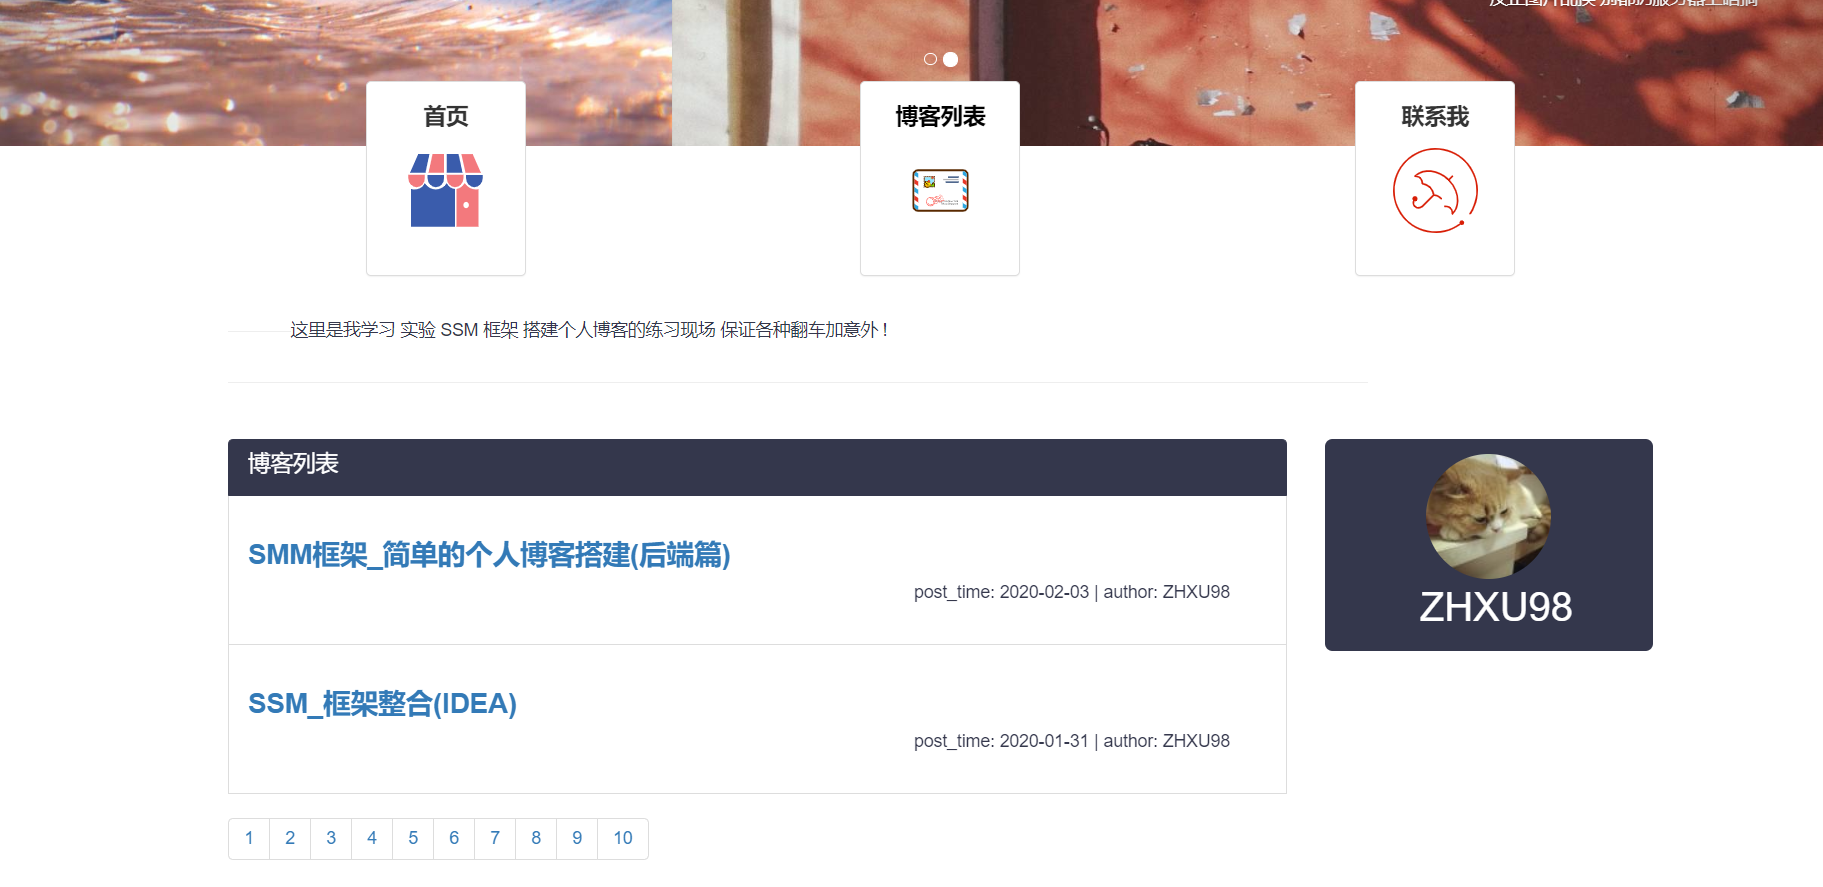 首页
博客列表
联系我
这里是我学习 实验 SSM 框架 搭建个人博客的练习现场 保证各种翻车加意外！
博客列表
SMM框架_简单的个人博客搭建(后端篇)
post_time: 2020-02-03 | author: ZHXU98
SSM_框架整合(IDEA)
post_time: 2020-01-31 | author: ZHXU98
ZHXU98
1 2 3 4 5 6 7 8 9 10